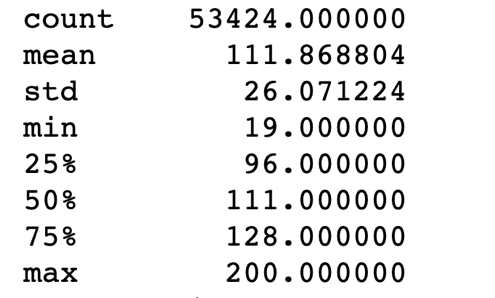 count 53424.000000
mean 111.868804
std 26.071224
min 19.000000
25% 96.000000
50% 111.000000
75% 128.000000
max 200.000000